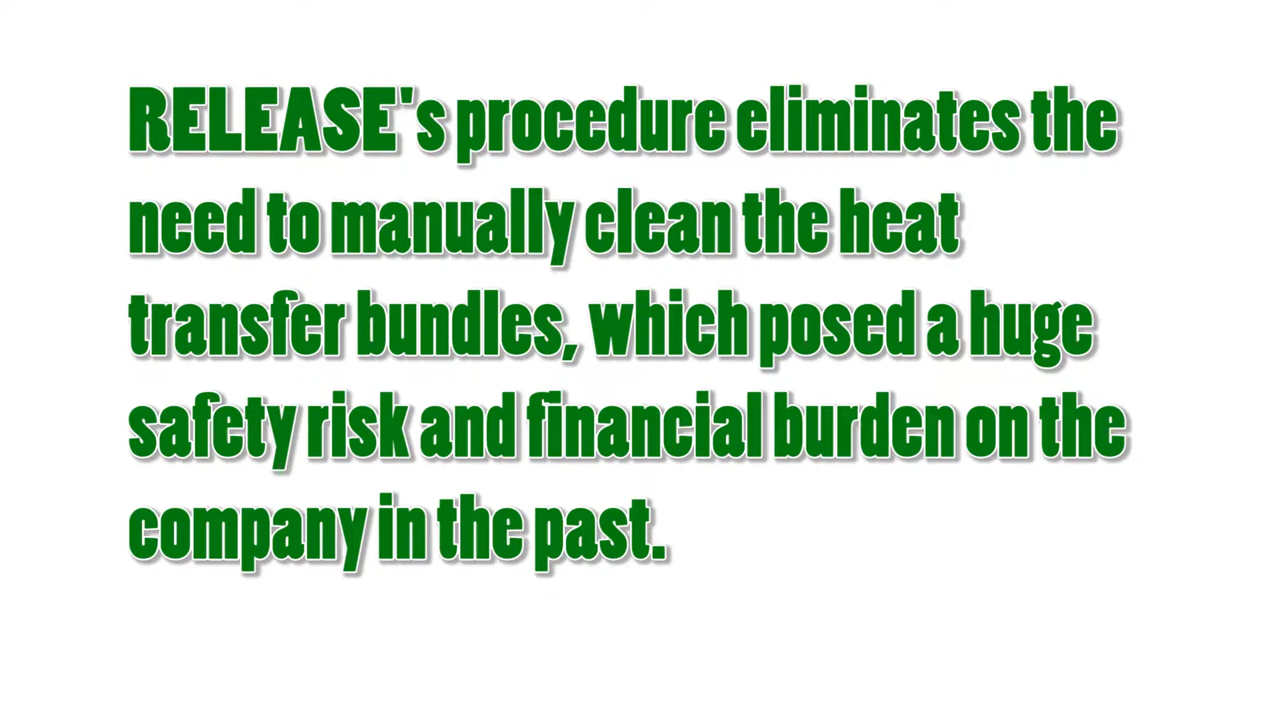 RELEASE's procedure eliminates the
need to manually clean the heat
transfer bundles, which posed a huge
safety risk and financial burden on the
company in the past.